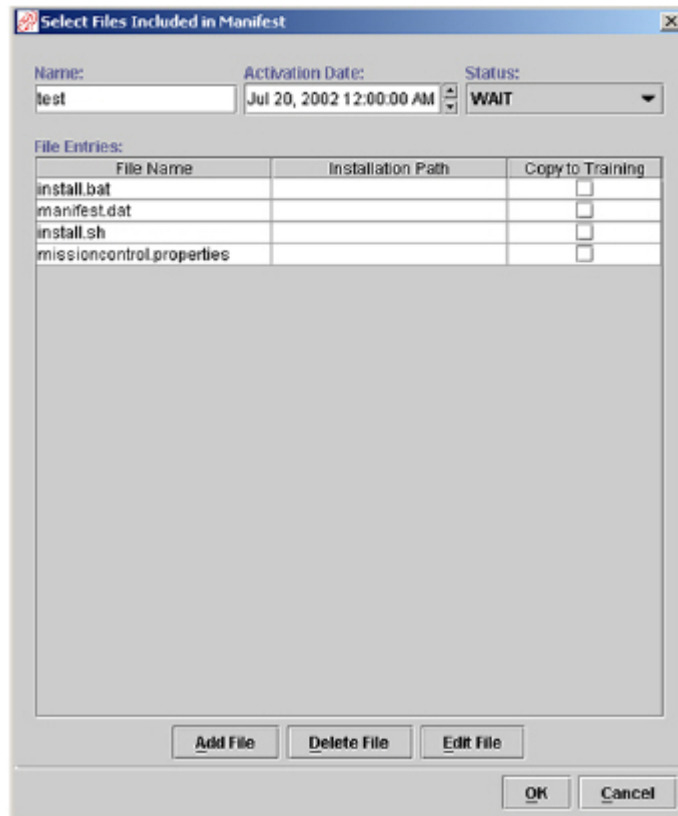 Select Files Included in Manifest
Name: Activation Date: Status:
test Jul 20, 2002 12:00:00 AM WAIT
File Entries:
File Name Installation Path Copy to Training
install.bat
manifest.dat
install.sh
missioncontrol.properties
Add File Delete File Edit File
OK Cancel